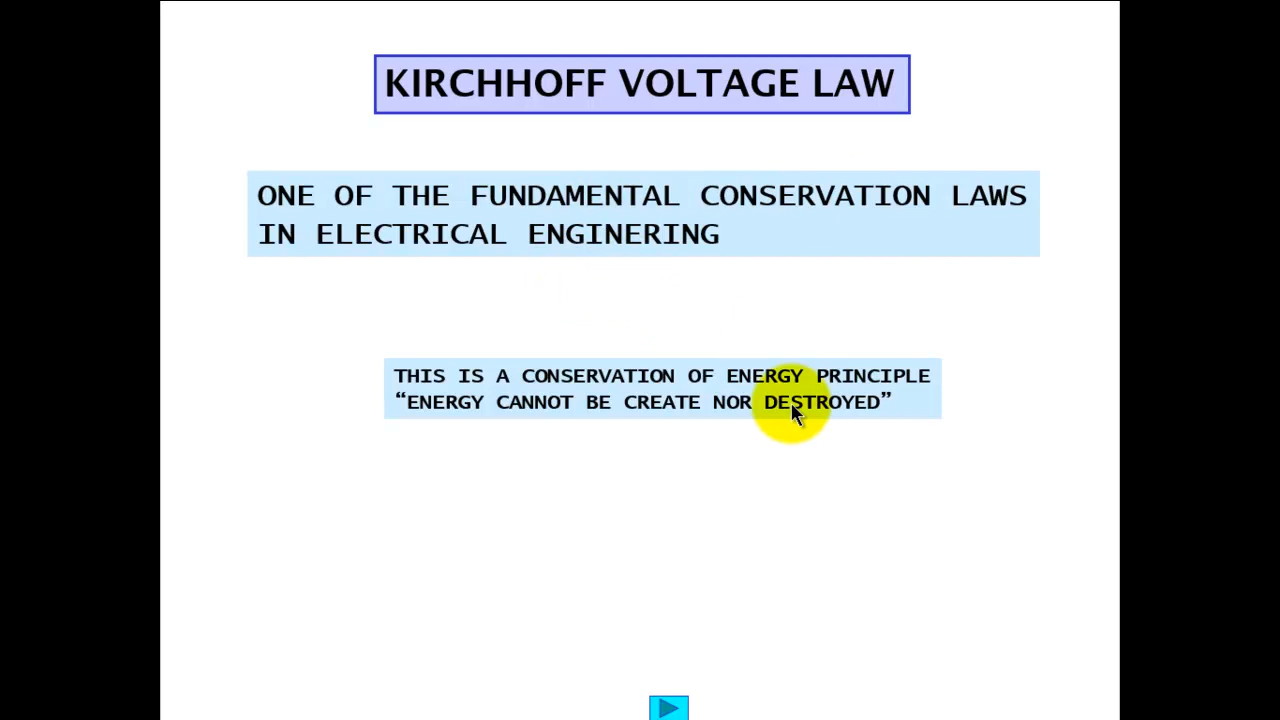 KIRCHHOFF VOLTAGE LAW
ONE OF THE FUNDAMENTAL CONSERVATION LAWS
IN ELECTRICAL ENGINERING
THIS IS A CONSERVATION OF ENERGY PRINCIPLE
“ENERGY CANNOT BE CREATE NOR DESTROYED”